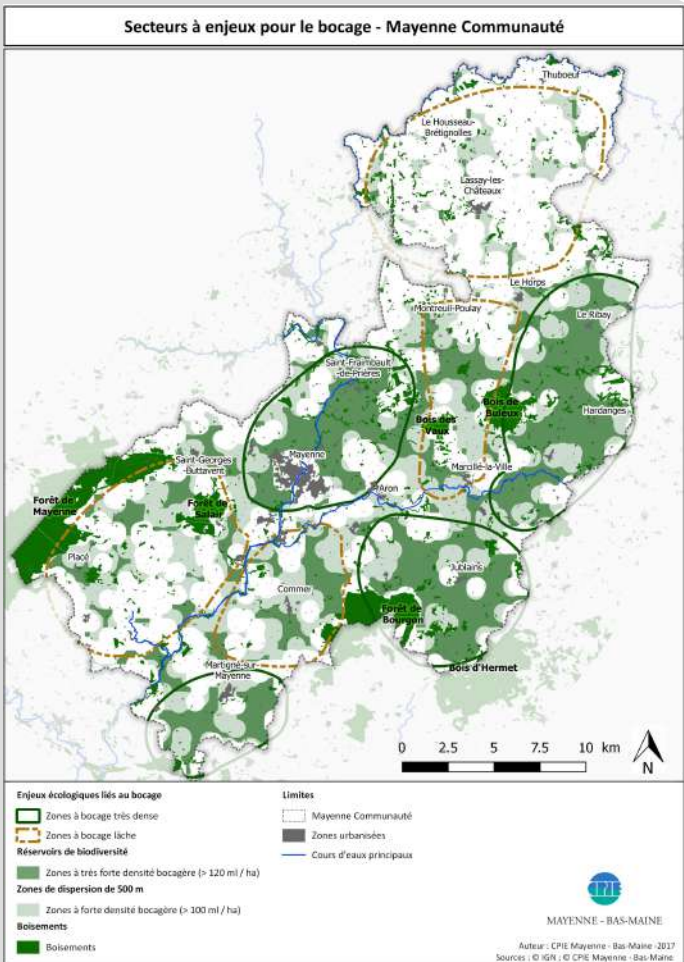 Secteurs à enjeux pour le bocage - Mayenne Communauté
Thuboeuf
Le Housseau-
Brétignolles
Lassay-les-
Châteaux
Le Horps
Montreuil-Poulay
Le Ribay
Saint-Fraimbault
-de-Prières
Bois de
Buleux
Hardanges
Bois des
Vaux
Saint-Georges
-Buttavent
Mayenne
Marcillé-la-Ville
Aron
Forêt de
Mayenne
Forêt de
Salair
Placé
Jublains
Commer
Forêt de
Bourgon
Bois d'Hermet
Martigné-sur-
Mayenne
0 2.5 5 7.5 10 km
N
Enjeux écologiques liés au bocage
Zones à bocage très dense
Zones à bocage lâche
Réservoirs de biodiversité
Zones à très forte densité bocagère (> 120 ml / ha)
Zones de dispersion de 500 m
Zones à forte densité bocagère (> 100 ml / ha)
Boisements
Boisements
Limites
Mayenne Communauté
Zones urbanisées
Cours d'eaux principaux
CPIE
MAYENNE - BAS-MAINE
Auteur : CPIE Mayenne - Bas-Maine -2017
Sources : © IGN ; © CPIE Mayenne - Bas-Maine